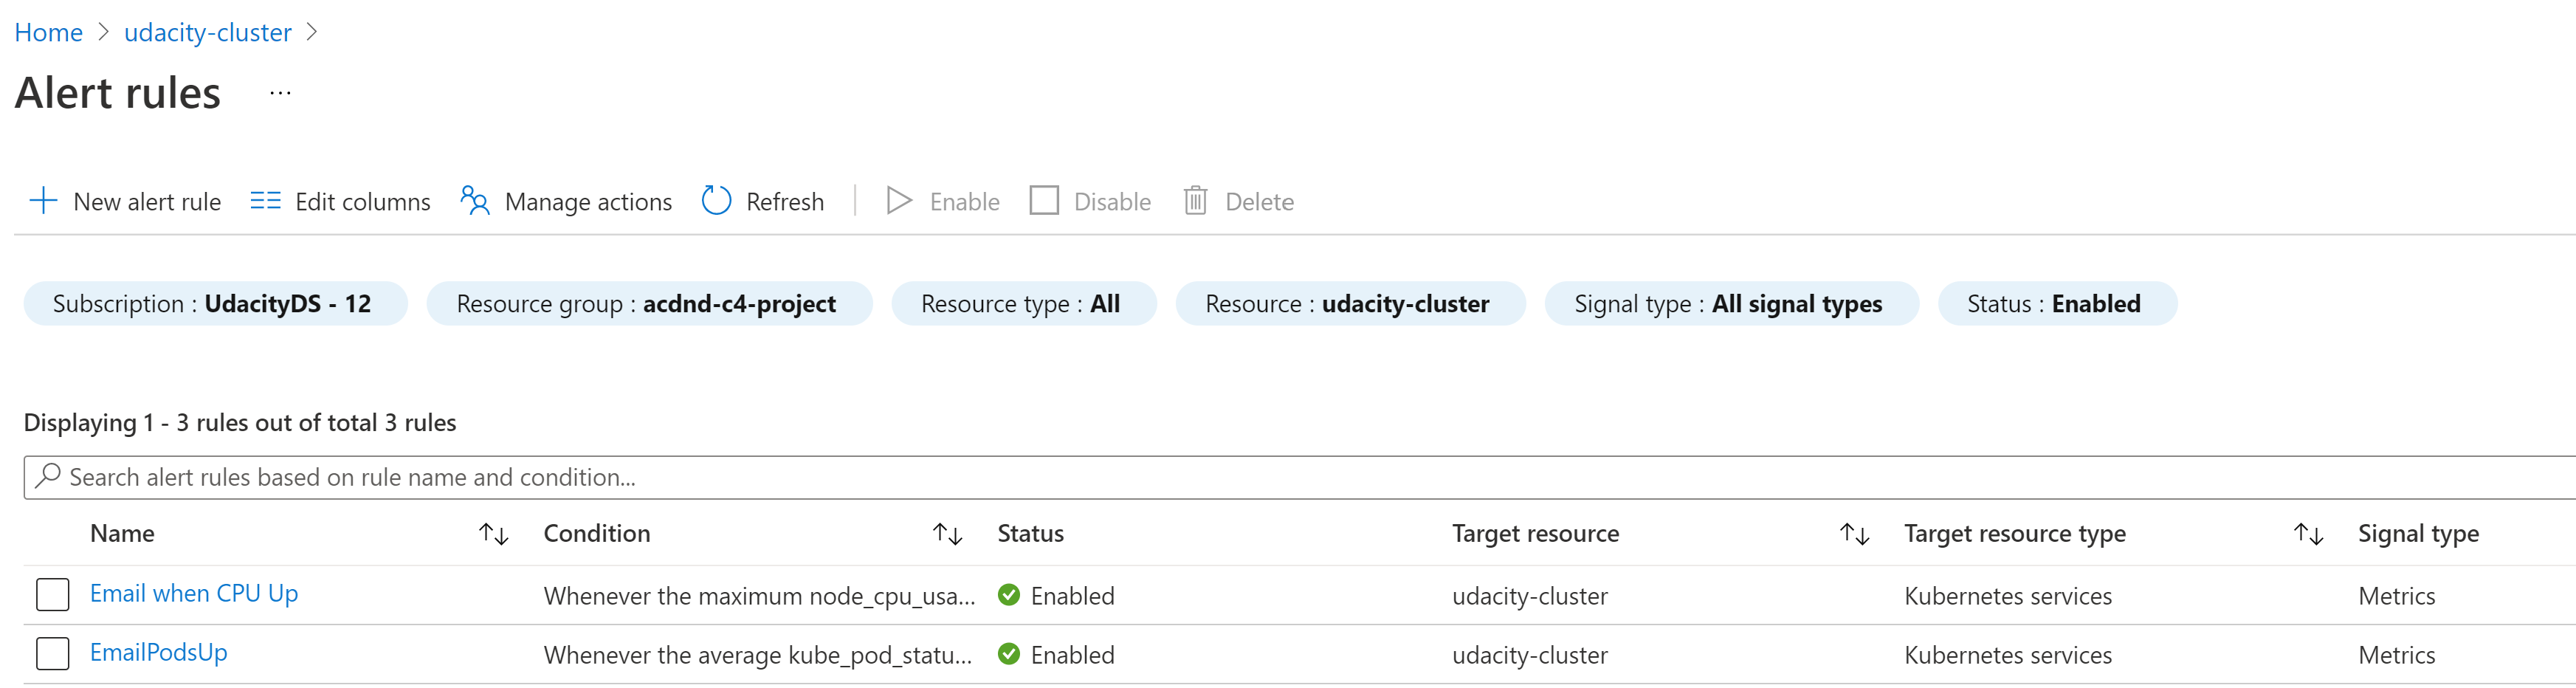 Home > udacity-cluster >
Alert rules ...
New alert rule Edit columns Manage actions Refresh Enable Disable Delete
Subscription : UdacityDS - 12 Resource group : acdnd-c4-project Resource type : All Resource : udacity-cluster Signal type : All signal types Status : Enabled
Displaying 1 - 3 rules out of total 3 rules
Search alert rules based on rule name and condition...
Name Condition Status Target resource Target resource type Signal type
Email when CPU Up Whenever the maximum node_cpu_usa... Enabled udacity-cluster Kubernetes services Metrics
EmailPodsUp Whenever the average kube_pod_statu... Enabled udacity-cluster Kubernetes services Metrics